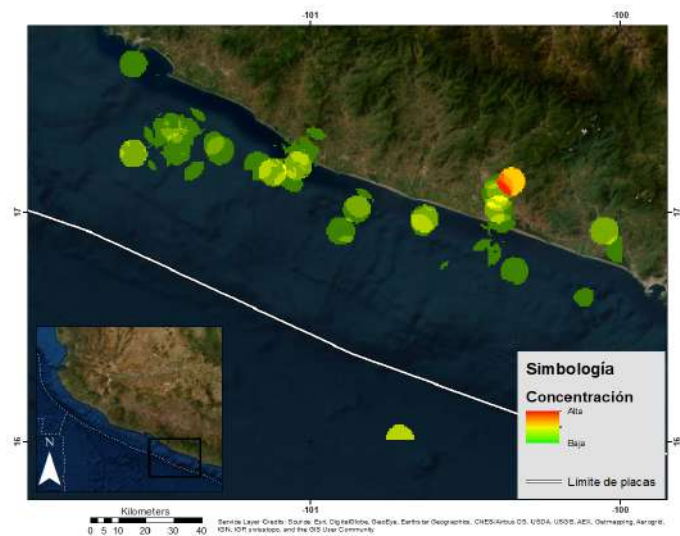 -101
-100
17
17
16
16
N
Simbología
Concentración
Alta
Baja
Límite de placas
-101
-100
Kilometers
0 5 10 20 30 40
Service Layer Credits: Source: Esri, DigitalGlobe, GeoEye, Earthstar Geographics, CNES/Airbus DS, USDA, USGS, AEX, Getmapping, Aerogrid,
IGN, IGP, swisstopo, and the GIS User Community